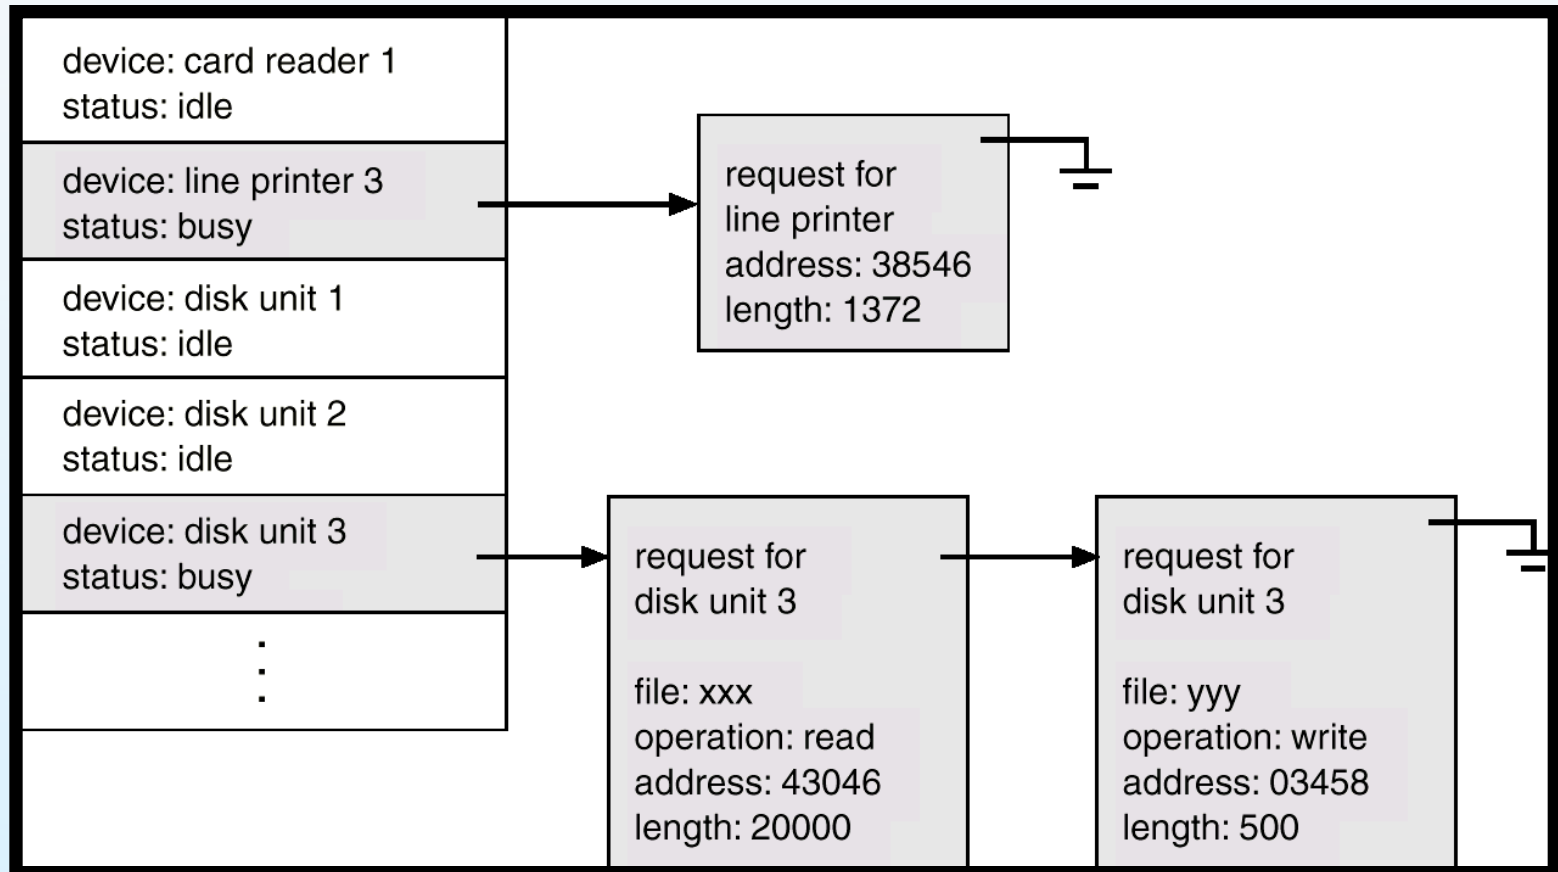 device: card reader 1
status: idle
device: line printer 3
status: busy
device: disk unit 1
status: idle
device: disk unit 2
status: idle
device: disk unit 3
status: busy
request for
line printer
address: 38546
length: 1372
request for
disk unit 3
file: xxx
operation: read
address: 43046
length: 20000
request for
disk unit 3
file: yyy
operation: write
address: 03458
length: 500